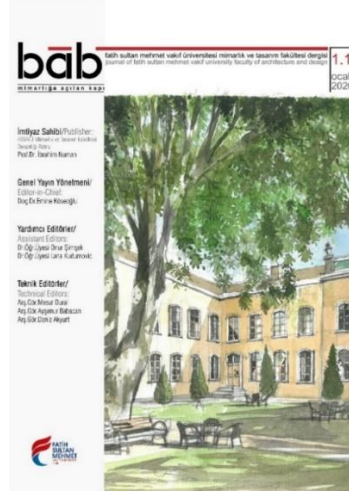 bāb
mimarlığa açılan kapı
fatih sultan mehmet vakıf üniversitesi mimarlık ve tasarım fakültesi dergisi
journal of fatih sultan mehmet vakıf university faculty of architecture and design
1.1
ocak
2020
İmtiyaz Sahibi/Publisher:
Prof.Dr. İbrahim Numan
Genel Yayın Yönetmeni/
Editor-in-Chief:
Doç.Dr.Emine Köseoğlu
Yardımcı Editörler/
Assistant Editors:
Dr.Öğr.Üyesi Onur Şimşek
Dr.Öğr.Üyesi Lana Kudumovic
Teknik Editörler/
Technical Editors:
Arş.Gör.Mesut Dural
Arş.Gör.Ayşenur Babacan
Arş.Gör.Deniz Akyurt
FATİH
SULTAN
MEHMET